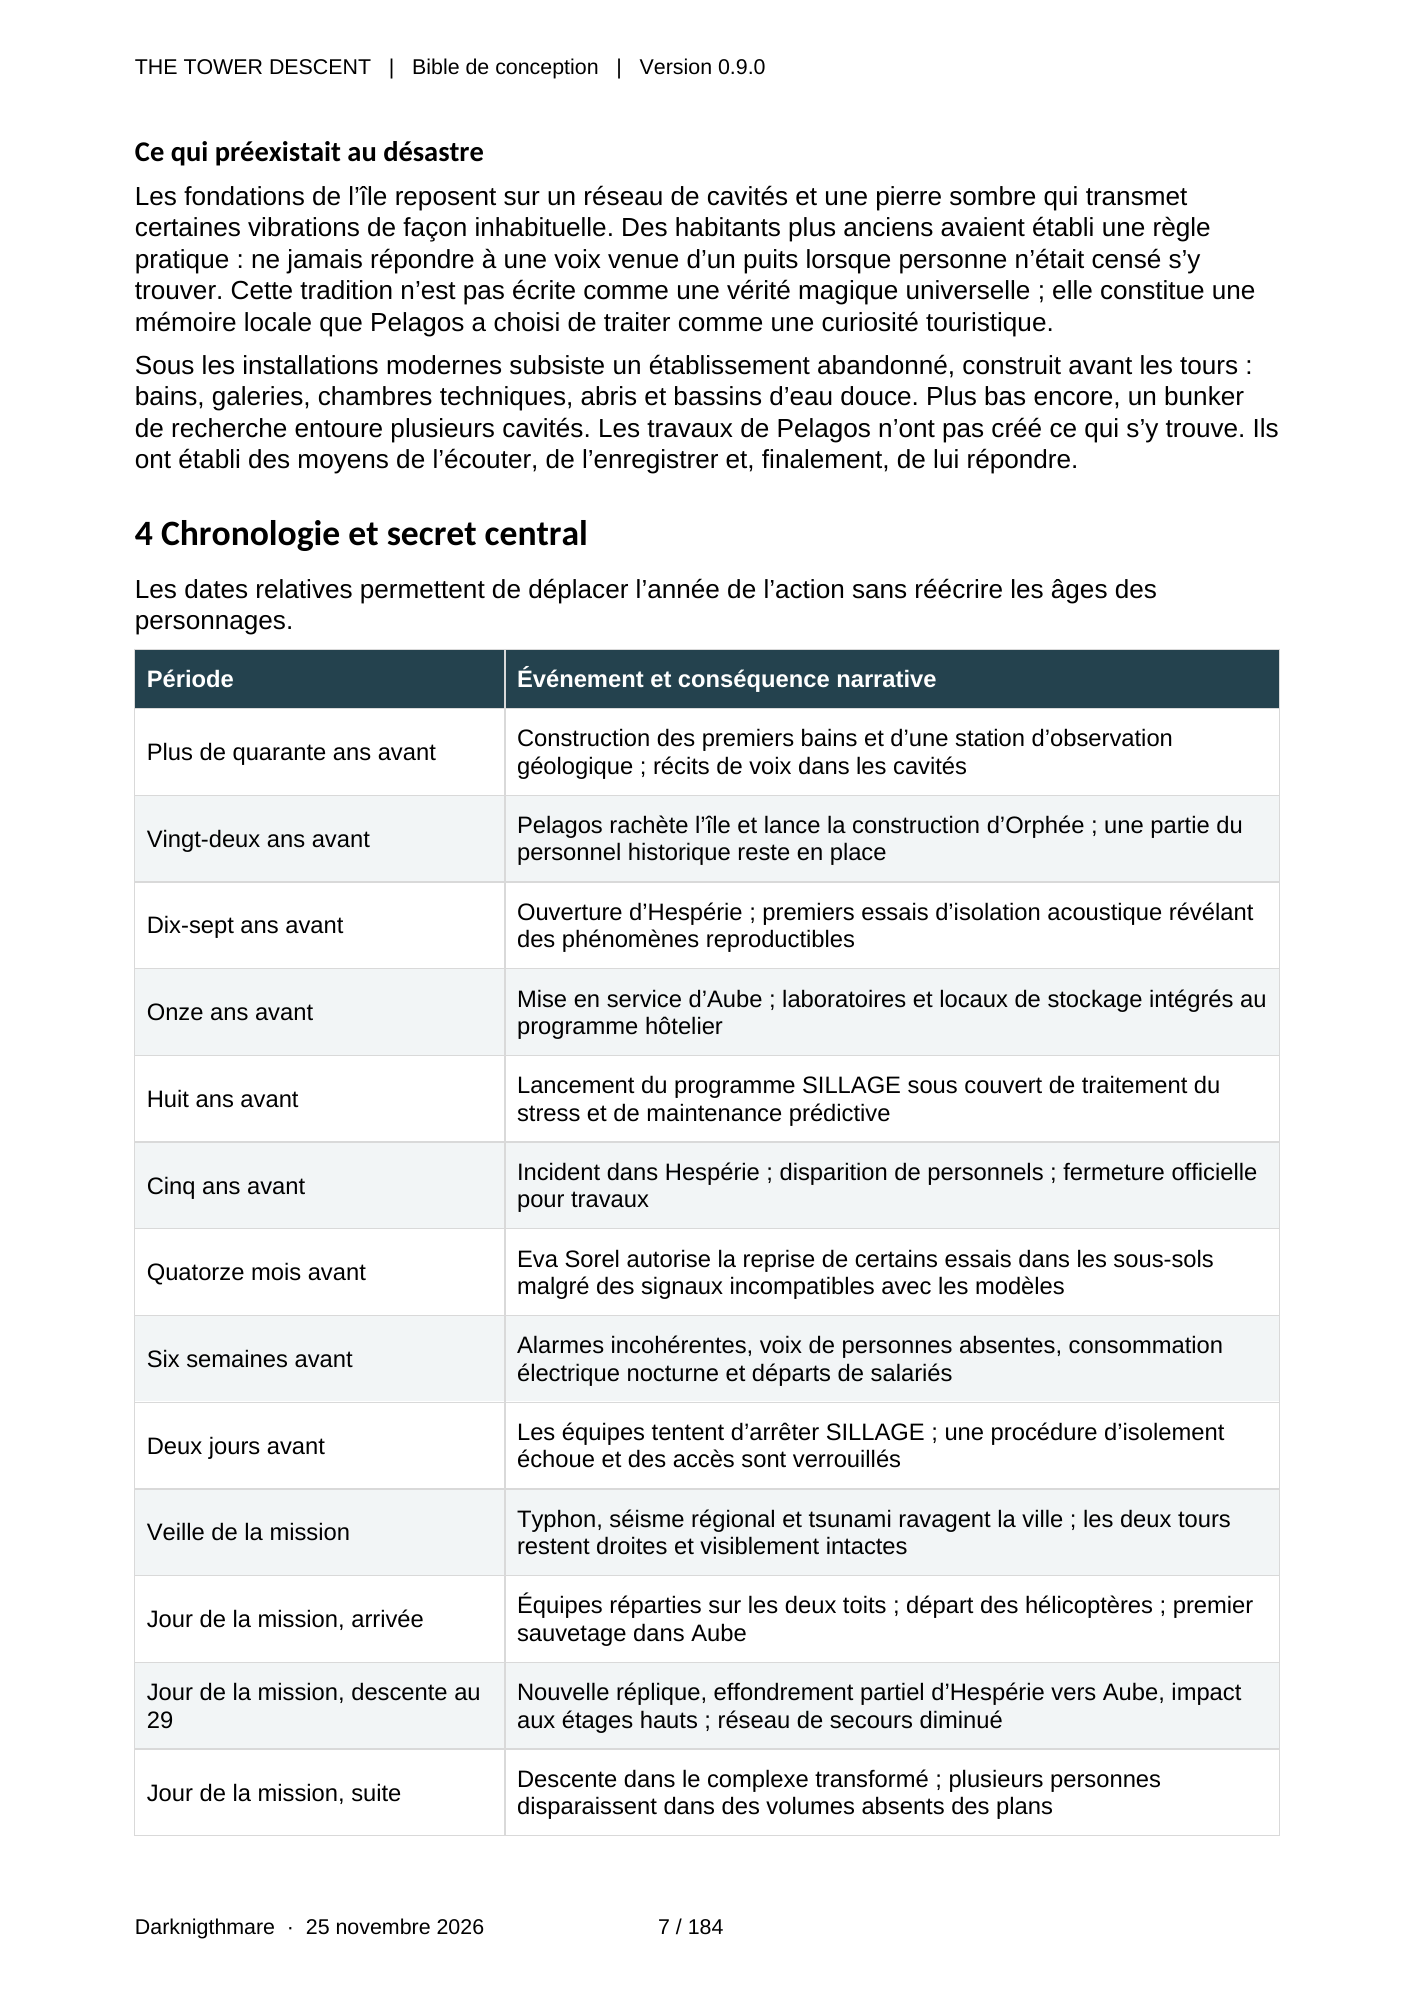 THE TOWER DESCENT | Bible de conception | Version 0.9.0
Ce qui préexistait au désastre
Les fondations de l’île reposent sur un réseau de cavités et une pierre sombre qui transmet
certaines vibrations de façon inhabituelle. Des habitants plus anciens avaient établi une règle
pratique : ne jamais répondre à une voix venue d’un puits lorsque personne n’était censé s’y
trouver. Cette tradition n’est pas écrite comme une vérité magique universelle ; elle constitue une
mémoire locale que Pelagos a choisi de traiter comme une curiosité touristique.
Sous les installations modernes subsiste un établissement abandonné, construit avant les tours :
bains, galeries, chambres techniques, abris et bassins d’eau douce. Plus bas encore, un bunker
de recherche entoure plusieurs cavités. Les travaux de Pelagos n’ont pas créé ce qui s’y trouve. Ils
ont établi des moyens de l’écouter, de l’enregistrer et, finalement, de lui répondre.
4 Chronologie et secret central
Les dates relatives permettent de déplacer l’année de l’action sans réécrire les âges des
personnages.
Période
Événement et conséquence narrative
Plus de quarante ans avant
Construction des premiers bains et d’une station d’observation
géologique ; récits de voix dans les cavités
Vingt-deux ans avant
Pelagos rachète l’île et lance la construction d’Orphée ; une partie du
personnel historique reste en place
Dix-sept ans avant
Ouverture d’Hespérie ; premiers essais d’isolation acoustique révélant
des phénomènes reproductibles
Onze ans avant
Mise en service d’Aube ; laboratoires et locaux de stockage intégrés au
programme hôtelier
Huit ans avant
Lancement du programme SILLAGE sous couvert de traitement du
stress et de maintenance prédictive
Cinq ans avant
Incident dans Hespérie ; disparition de personnels ; fermeture officielle
pour travaux
Quatorze mois avant
Eva Sorel autorise la reprise de certains essais dans les sous-sols
malgré des signaux incompatibles avec les modèles
Six semaines avant
Alarmes incohérentes, voix de personnes absentes, consommation
électrique nocturne et départs de salariés
Deux jours avant
Les équipes tentent d’arrêter SILLAGE ; une procédure d’isolement
échoue et des accès sont verrouillés
Veille de la mission
Typhon, séisme régional et tsunami ravagent la ville ; les deux tours
restent droites et visiblement intactes
Jour de la mission, arrivée
Équipes réparties sur les deux toits ; départ des hélicoptères ; premier
sauvetage dans Aube
Jour de la mission, descente au
29
Nouvelle réplique, effondrement partiel d’Hespérie vers Aube, impact
aux étages hauts ; réseau de secours diminué
Jour de la mission, suite
Descente dans le complexe transformé ; plusieurs personnes
disparaissent dans des volumes absents des plans
Darknigthmare · 25 novembre 2026
7 / 184